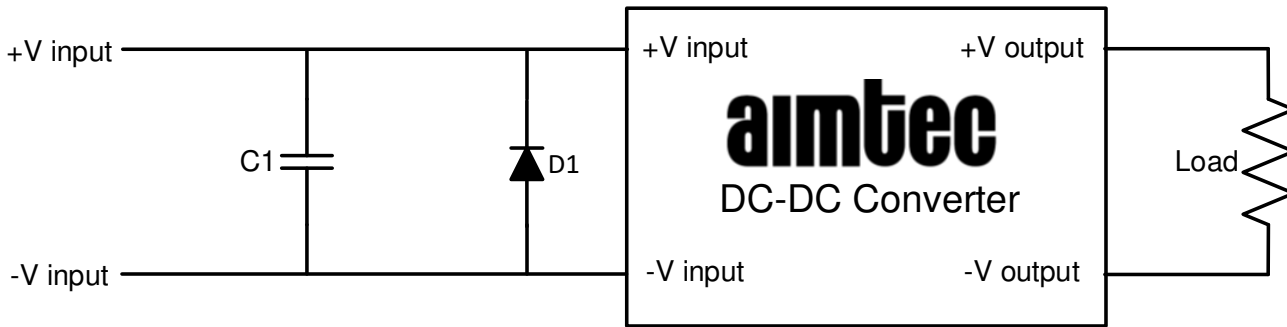 +V input
+V input
+V output
aimtec
C1
D1
Load
DC-DC Converter
-V input
-V input
-V output